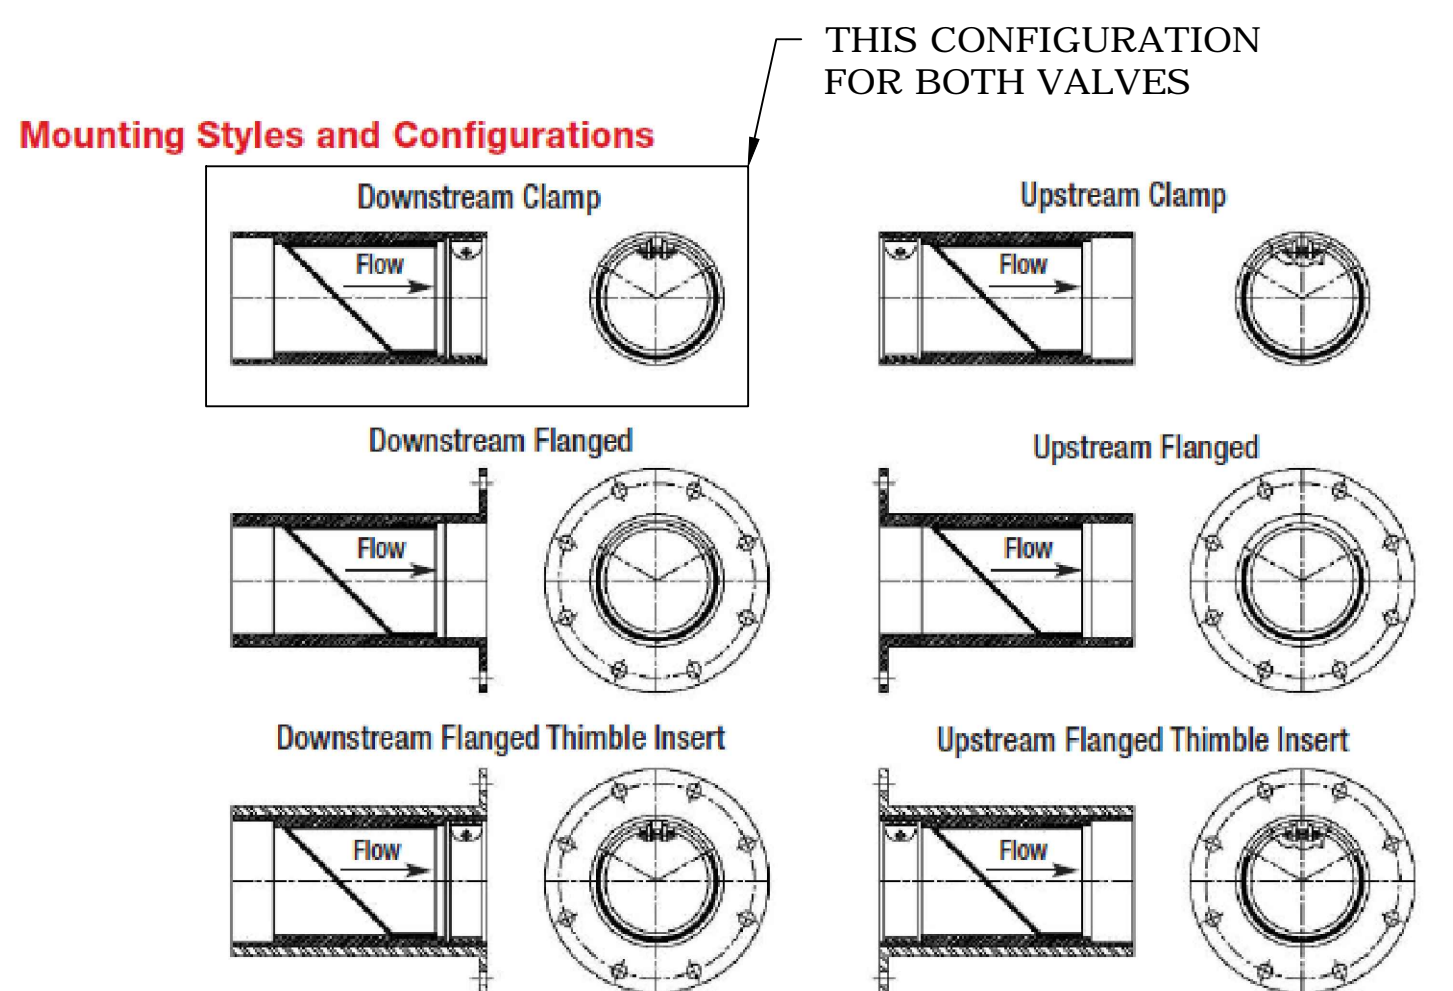 THIS CONFIGURATION
FOR BOTH VALVES
Mounting Styles and Configurations
Downstream Clamp
Upstream Clamp
Flow
Flow
Downstream Flanged
Upstream Flanged
Flow
Flow
Downstream Flanged Thimble Insert
Upstream Flanged Thimble Insert
Flow
Flow